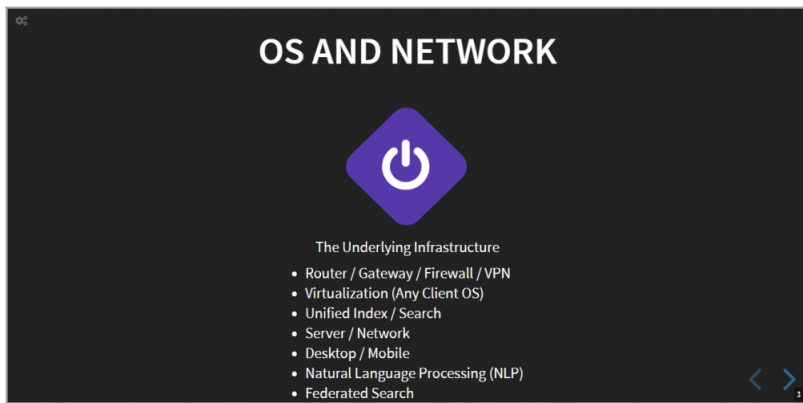 OS AND NETWORK
The Underlying Infrastructure
• Router / Gateway / Firewall / VPN
• Virtualization (Any Client OS)
• Unified Index / Search
• Server / Network
• Desktop / Mobile
• Natural Language Processing (NLP)
• Federated Search
2